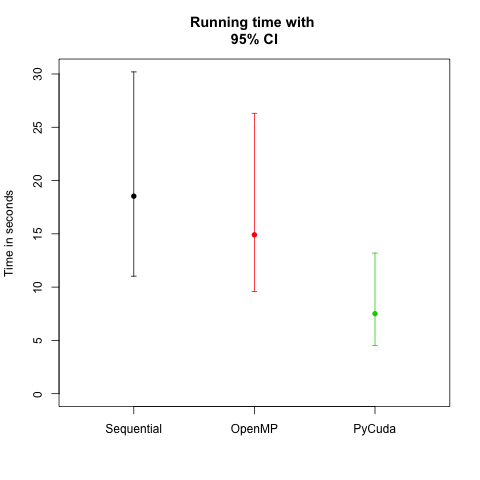 Running time with
95% CI
Time in seconds
30
25
20
15
10
5
0
Sequential
OpenMP
PyCuda